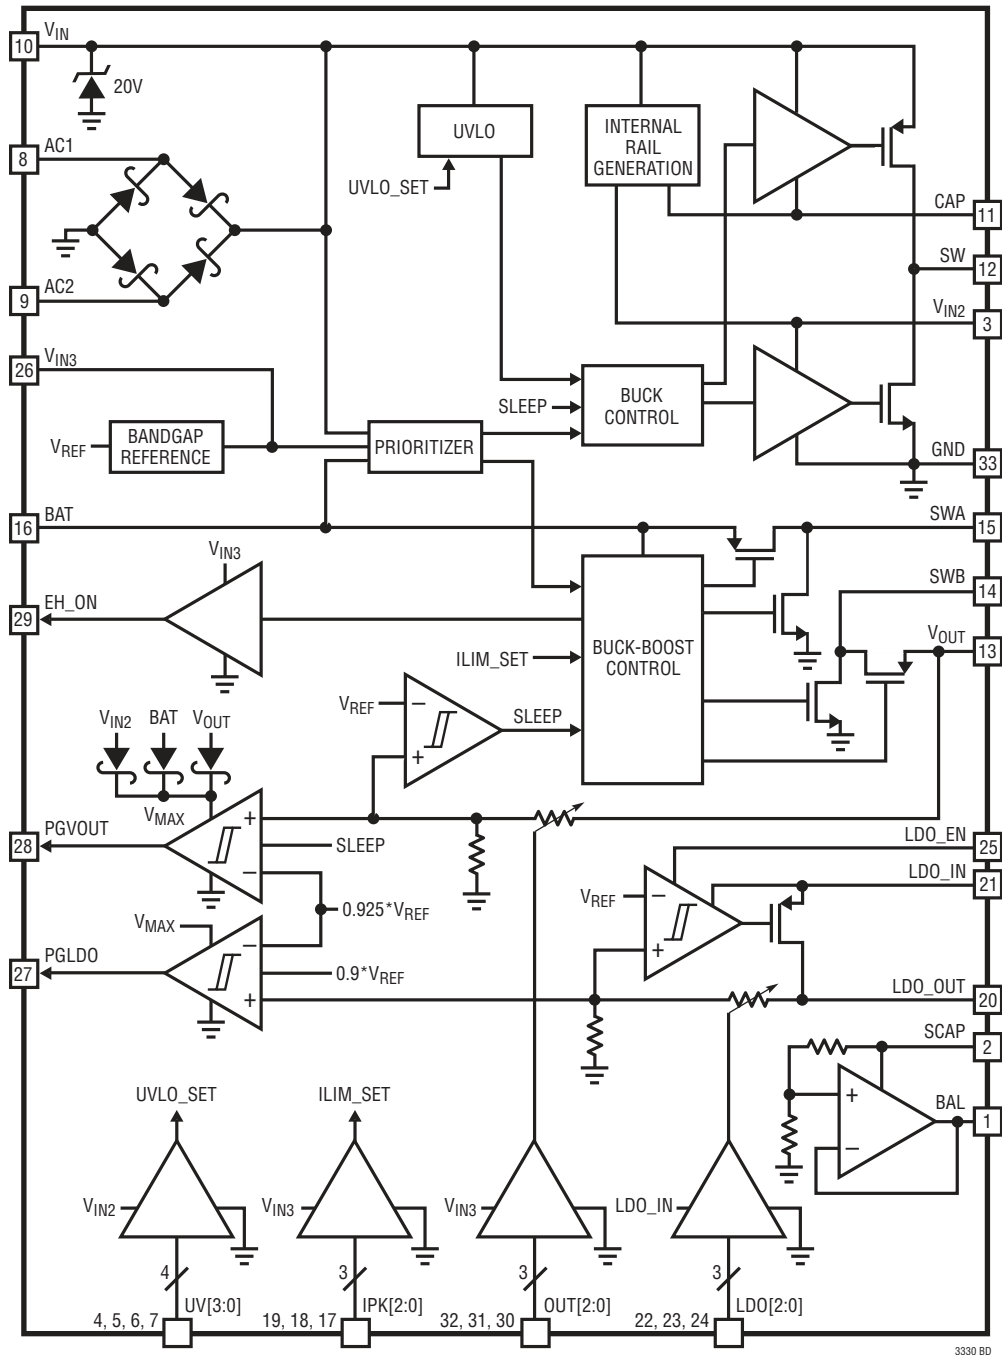 10
VIN
20V
8
AC1
9
AC2
UVLO
UVLO_SET
INTERNAL
RAIL
GENERATION
CAP
11
SW
12
VIN2
3
26
VIN3
VREF
BANDGAP
REFERENCE
PRIORITIZER
SLEEP
BUCK
CONTROL
GND
33
16
BAT
SWA
15
VIN3
29
EH_ON
SWB
14
VOUT
13
BUCK-BOOST
CONTROL
ILIM_SET
VREF
–
+
SLEEP
VIN2
BAT
VOUT
VMAX
28
PGVOUT
+
–
SLEEP
0.925*VREF
LDO_EN
25
LDO_IN
21
VREF
–
+
VMAX
27
PGLDO
–
+
0.9*VREF
LDO_OUT
20
SCAP
2
+
–
BAL
1
UVLO_SET
ILIM_SET
VIN2
VIN3
VIN3
LDO_IN
4
3
3
3
4, 5, 6, 7
UV[3:0]
19, 18, 17
IPK[2:0]
32, 31, 30
OUT[2:0]
22, 23, 24
LDO[2:0]
3330 BD